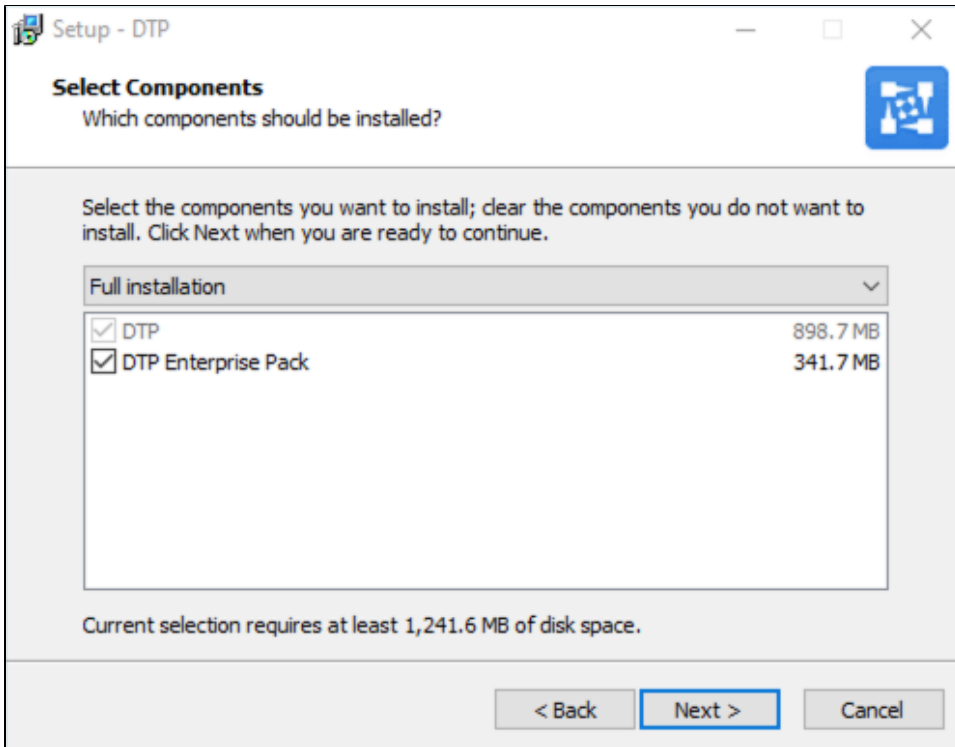 Setup - DTP
Select Components
Which components should be installed?
Select the components you want to install; clear the components you do not want to
install. Click Next when you are ready to continue.
Full installation
DTP 898.7 MB
DTP Enterprise Pack 341.7 MB
Current selection requires at least 1,241.6 MB of disk space.
< Back Next > Cancel